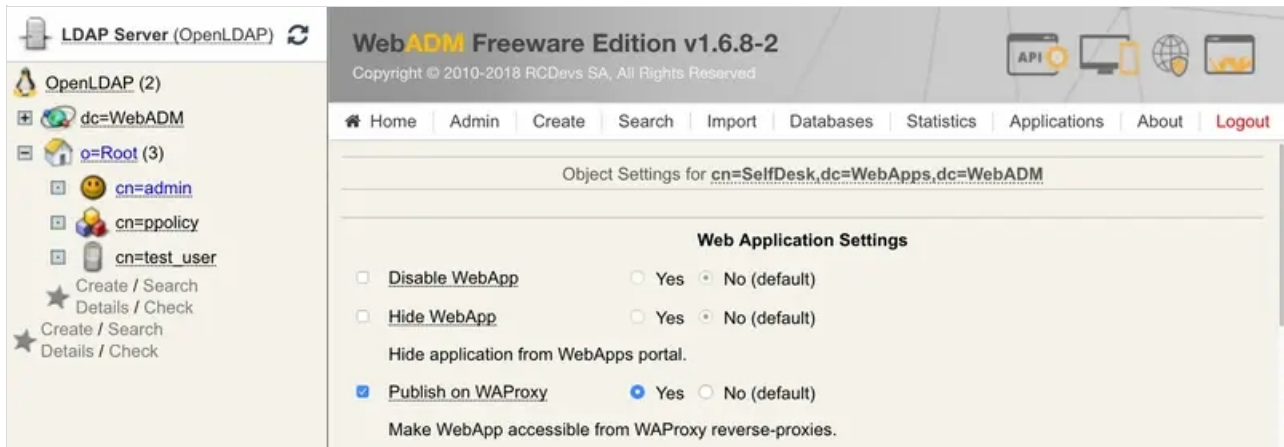 LDAP Server (OpenLDAP)
OpenLDAP (2)
dc=WebADM
o=Root (3)
cn=admin
cn=ppolicy
cn=test_user
Create / Search
Details / Check
Create / Search
Details / Check
WebADM Freeware Edition v1.6.8-2
Copyright © 2010-2018 RCDevs SA, All Rights Reserved
API
Home Admin Create Search Import Databases Statistics Applications About Logout
Object Settings for cn=SelfDesk,dc=WebApps,dc=WebADM
Web Application Settings
Disable WebApp Yes No (default)
Hide WebApp Yes No (default)
Hide application from WebApps portal.
Publish on WAProxy Yes No (default)
Make WebApp accessible from WAProxy reverse-proxies.